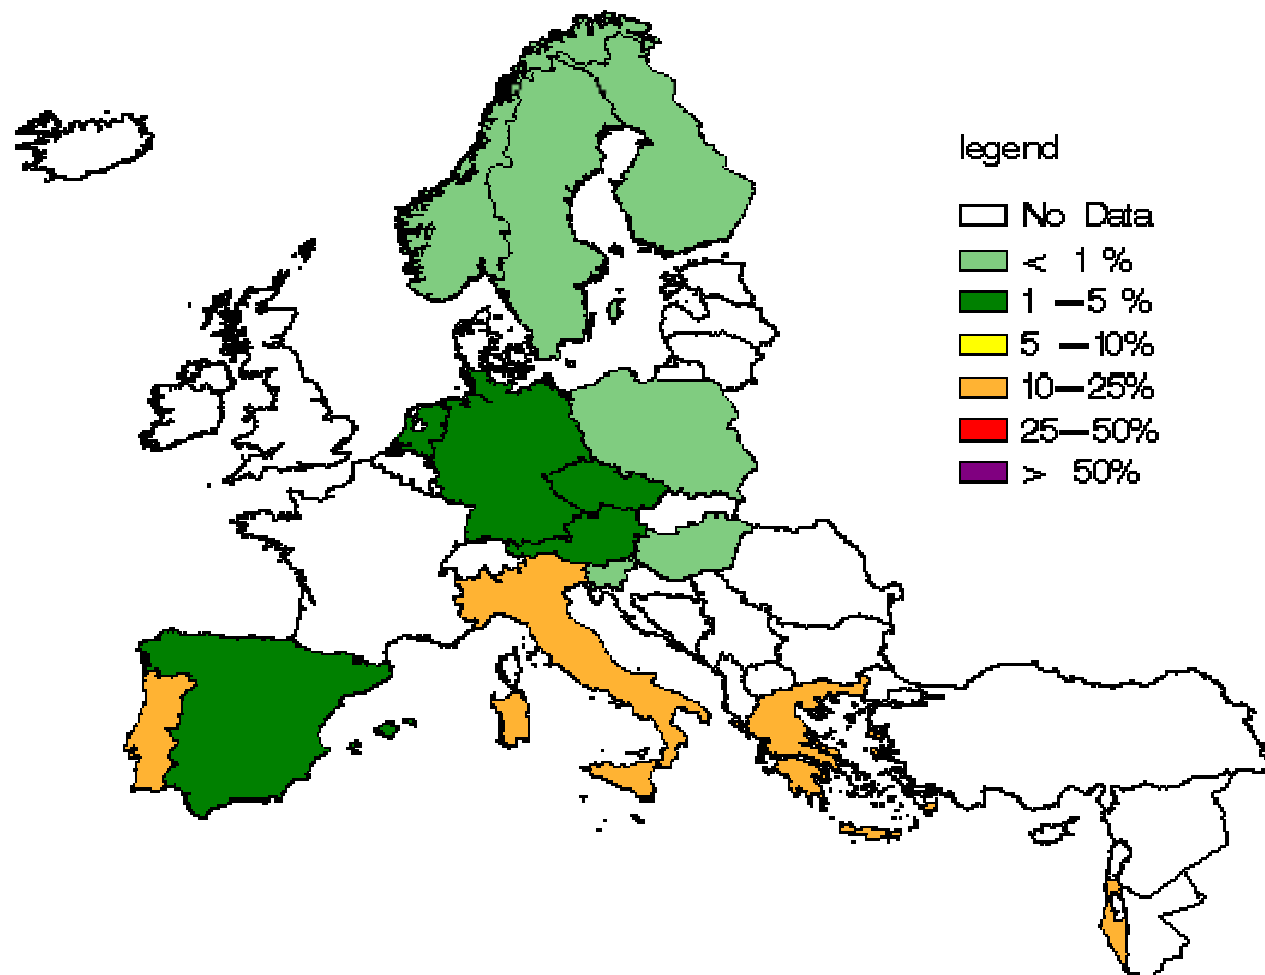 legend
No Data
< 1 %
1 –5 %
5 –10%
10–25%
25–50%
> 50%